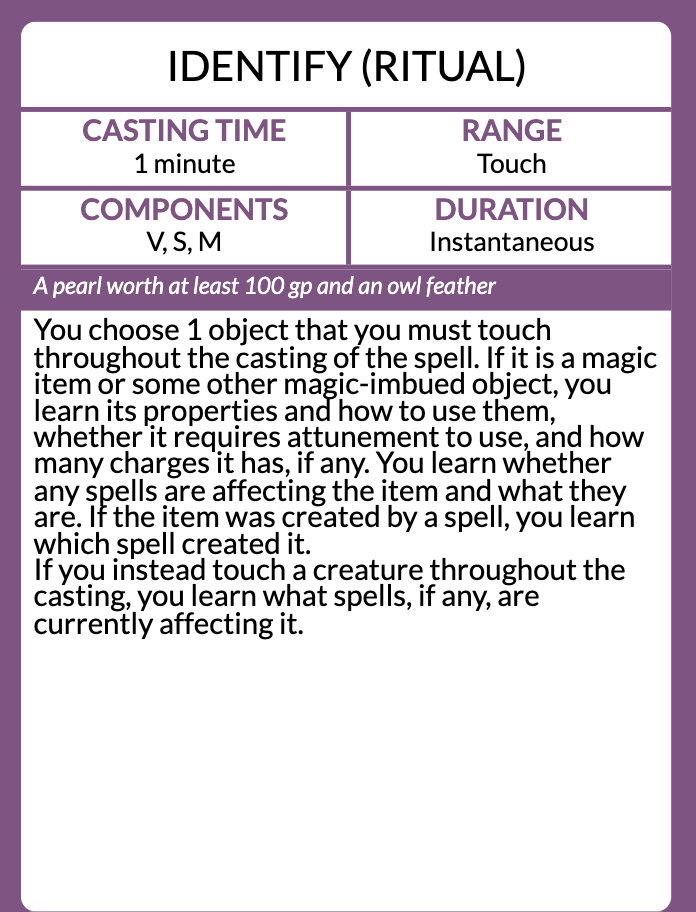 IDENTIFY (RITUAL)
CASTING TIME
1 minute
RANGE
Touch
COMPONENTS
V, S, M
DURATION
Instantaneous
A pearl worth at least 100 gp and an owl feather
You choose 1 object that you must touch
throughout the casting of the spell. If it is a magic
item or some other magic-imbued object, you
learn its properties and how to use them,
whether it requires attunement to use, and how
many charges it has, if any. You learn whether
any spells are affecting the item and what they
are. If the item was created by a spell, you learn
which spell created it.
If you instead touch a creature throughout the
casting, you learn what spells, if any, are
currently affecting it.